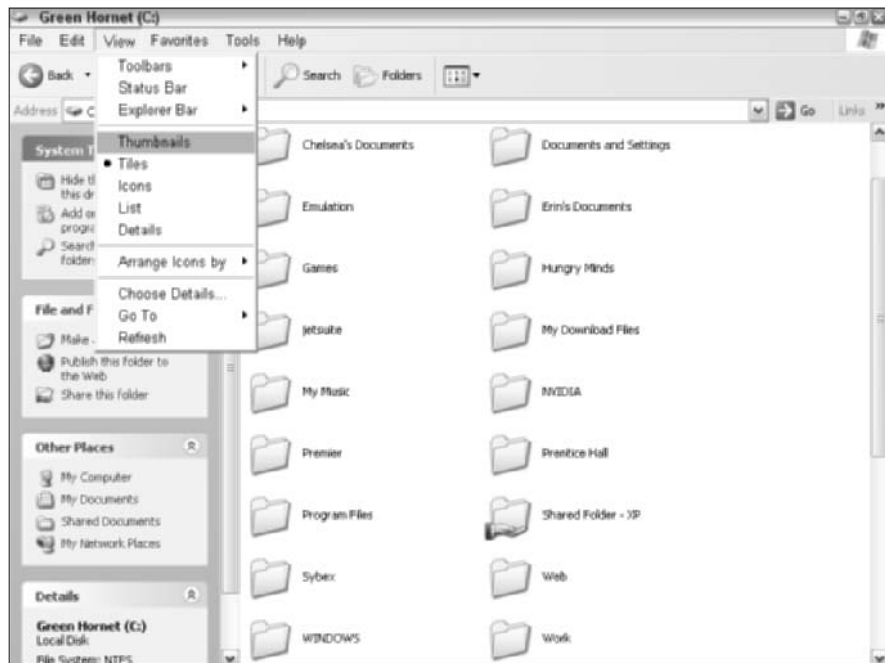 Green Hornet (C:)
File Edit View Favorites Tools Help
Back Search Folders
Address C Go Links »
Toolbars
Status Bar
Explorer Bar
Thumbnails
Tiles
Icons
List
Details
Arrange Icons by
Choose Details...
Go To
Refresh
System T
Hide t
this dr
Add or
progra
Search
folder
File and F
Make
Publish this folder to
the Web
Share this folder
Other Places
My Computer
My Documents
Shared Documents
My Network Places
Details
Green Hornet (C:)
Local Disk
File System: NTFS
Chelsea's Documents Documents and Settings
Emulation Erin's Documents
Games Hungry Minds
jetsuite My Download Files
My Music NVIDIA
Premier Prentice Hall
Program Files Shared Folder - XP
Sybex Web
WINDOWS Work